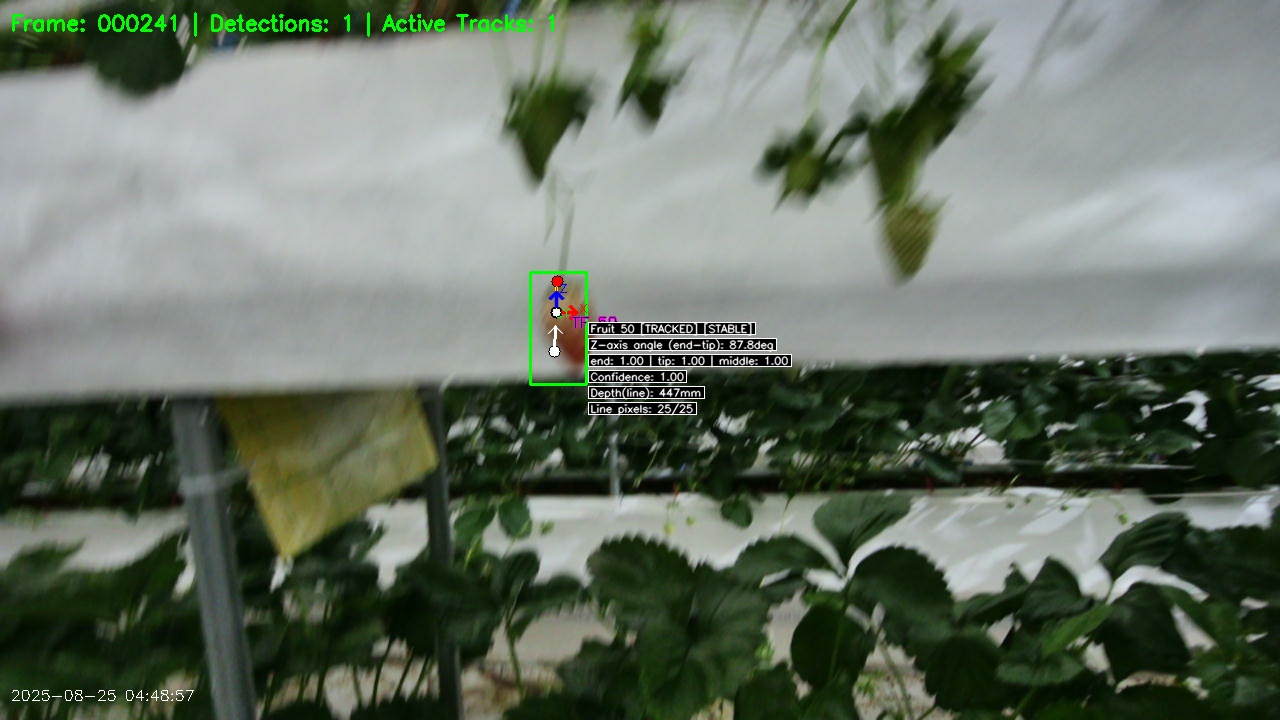 Frame: 000241 | Detections: 1 | Active Tracks: 1
Z
X
TF_50
Fruit 50 [TRACKED] [STABLE]
Z-axis angle (end-tip): 87.8deg
end: 1.00 | tip: 1.00 | middle: 1.00
Confidence: 1.00
Depth(line): 447mm
Line pixels: 25/25
2025-08-25 04:48:57